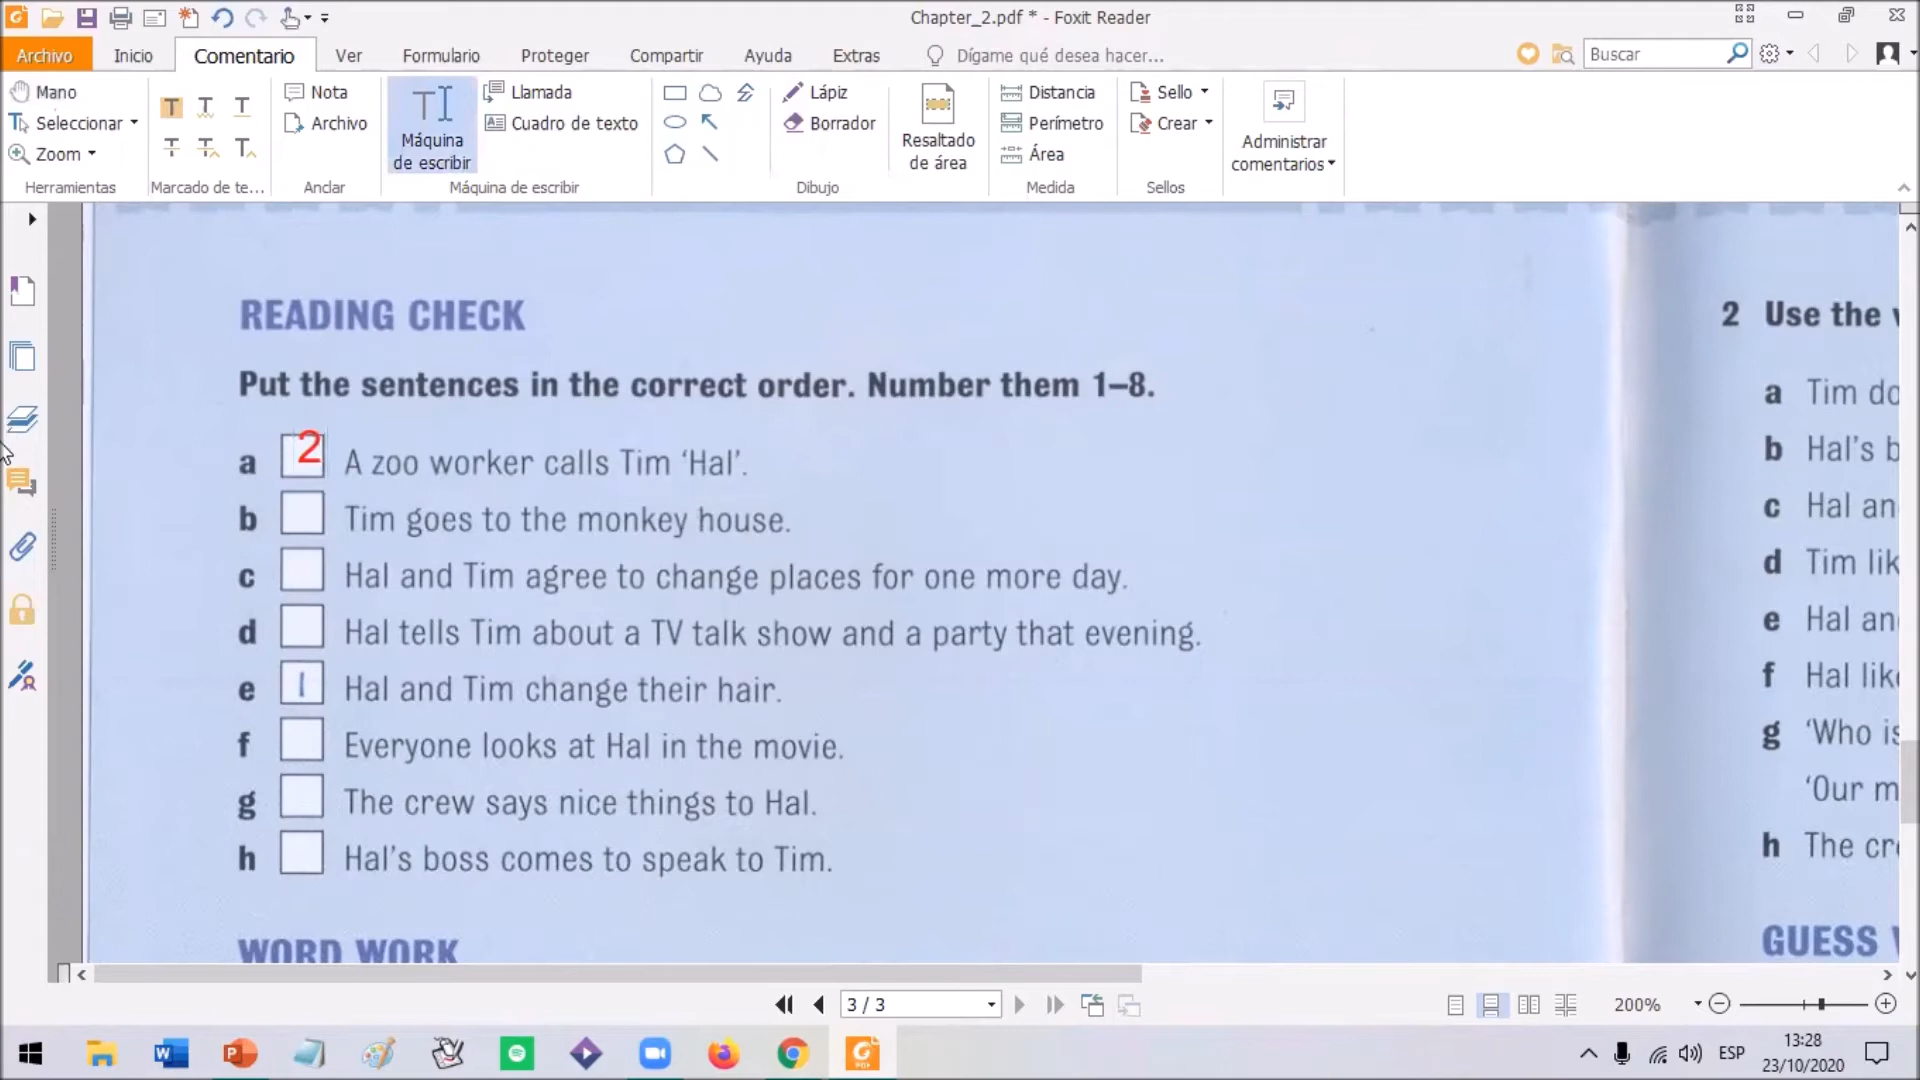 Chapter_2.pdf * - Foxit Reader
Archivo Inicio Comentario Ver Formulario Proteger Compartir Ayuda Extras Dígame qué desea hacer... Buscar
Mano
Seleccionar
Zoom
Herramientas
Marcado de te...
Nota
Archivo
Anclar
Máquina de escribir
Llamada
Cuadro de texto
Máquina de escribir
Lápiz
Borrador
Dibujo
Resaltado de área
Distancia
Perímetro
Área
Medida
Sello
Crear
Sellos
Administrar comentarios
READING CHECK
Put the sentences in the correct order. Number them 1–8.
a 2 A zoo worker calls Tim ‘Hal’.
b Tim goes to the monkey house.
c Hal and Tim agree to change places for one more day.
d Hal tells Tim about a TV talk show and a party that evening.
e 1 Hal and Tim change their hair.
f Everyone looks at Hal in the movie.
g The crew says nice things to Hal.
h Hal’s boss comes to speak to Tim.
WORD WORK
2 Use the
a Tim do
b Hal’s b
c Hal an
d Tim lik
e Hal an
f Hal lik
g ‘Who is
‘Our m
h The cr
GUESS
3 / 3
200%
ESP
13:28
23/10/2020